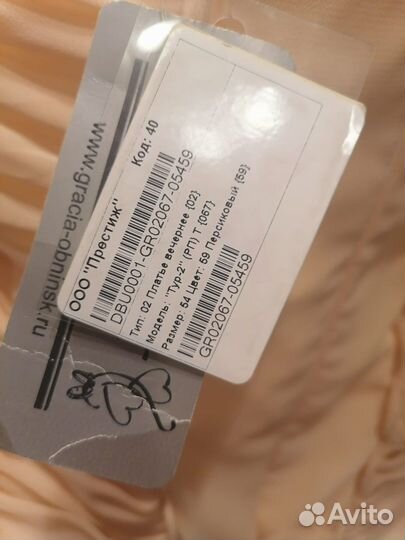 ООО "Престиж"
Код: 40
DBU0001-GR02067-05459
Тип: 02 Платье вечернее {02}
Модель: "Тур-2" (РП) Т {067}
Размер: 54 Цвет: 59 Персиковый {59}
GR02067-05459
www.gracia-obninsk.ru
Avito